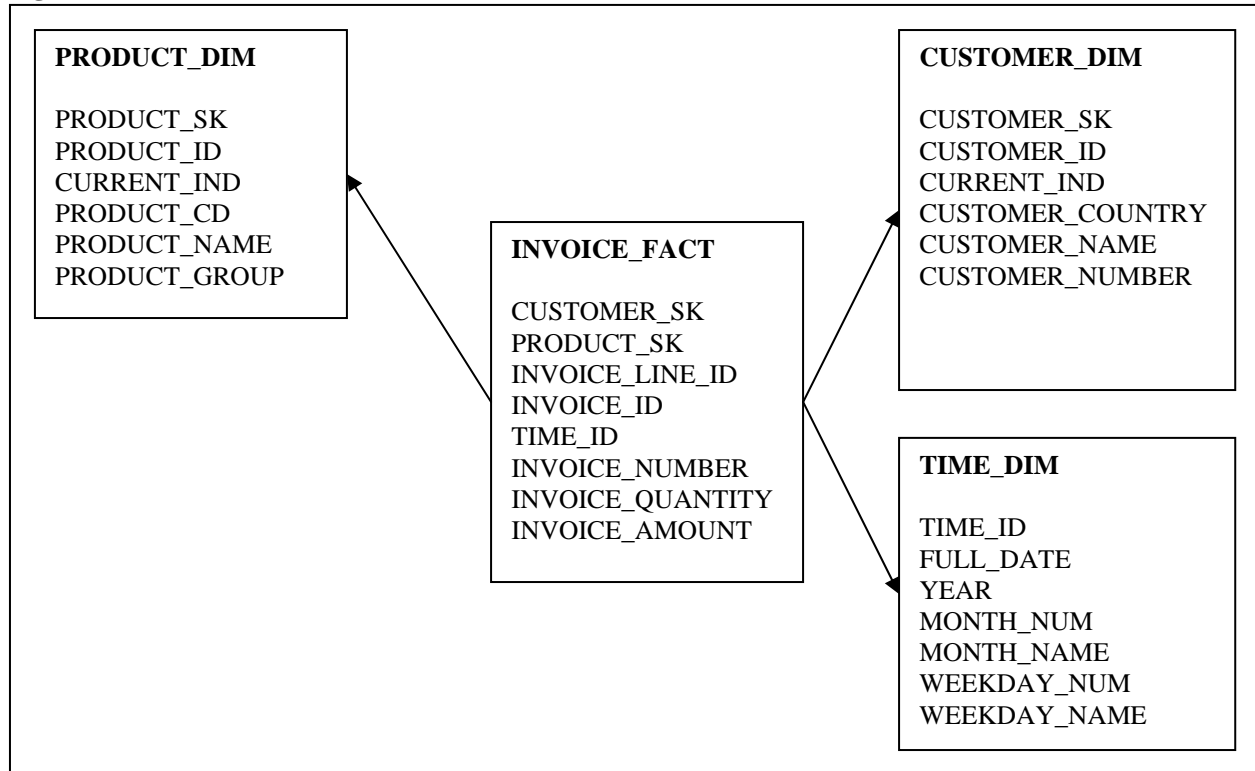 PRODUCT_DIM
PRODUCT_SK
PRODUCT_ID
CURRENT_IND
PRODUCT_CD
PRODUCT_NAME
PRODUCT_GROUP
INVOICE_FACT
CUSTOMER_SK
PRODUCT_SK
INVOICE_LINE_ID
INVOICE_ID
TIME_ID
INVOICE_NUMBER
INVOICE_QUANTITY
INVOICE_AMOUNT
CUSTOMER_DIM
CUSTOMER_SK
CUSTOMER_ID
CURRENT_IND
CUSTOMER_COUNTRY
CUSTOMER_NAME
CUSTOMER_NUMBER
TIME_DIM
TIME_ID
FULL_DATE
YEAR
MONTH_NUM
MONTH_NAME
WEEKDAY_NUM
WEEKDAY_NAME